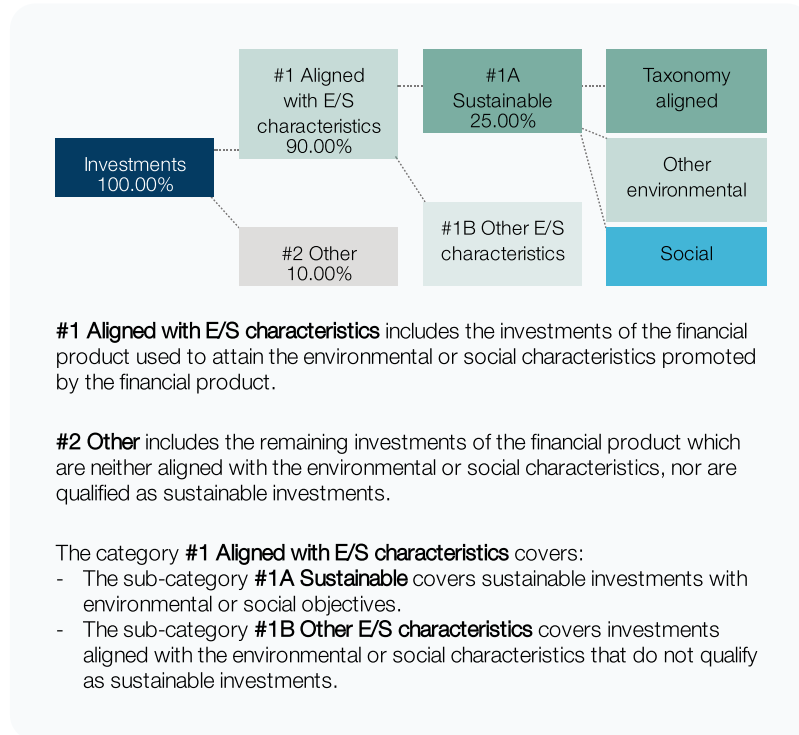 #1 Aligned
with E/S
characteristics
90.00%
#1A
Sustainable
25.00%
Taxonomy
aligned
Investments
100.00%
Other
environmental
#2 Other
10.00%
#1B Other E/S
characteristics
Social
#1 Aligned with E/S characteristics includes the investments of the financial
product used to attain the environmental or social characteristics promoted
by the financial product.
#2 Other includes the remaining investments of the financial product which
are neither aligned with the environmental or social characteristics, nor are
qualified as sustainable investments.
The category #1 Aligned with E/S characteristics covers:
- The sub-category #1A Sustainable covers sustainable investments with
environmental or social objectives.
- The sub-category #1B Other E/S characteristics covers investments
aligned with the environmental or social characteristics that do not qualify
as sustainable investments.